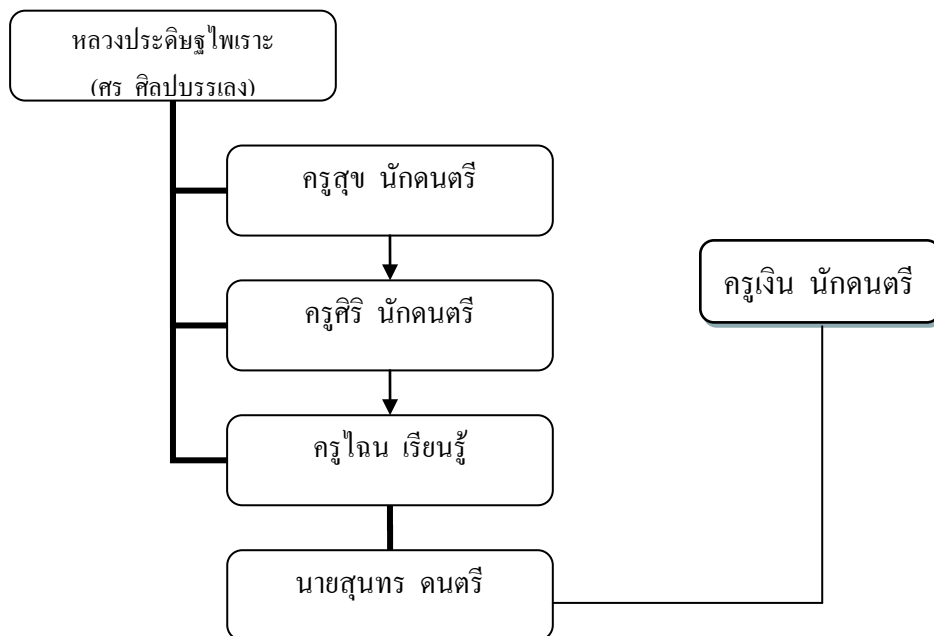 หลวงประดิษฐไพเราะ
(ศร ศิลปบรรเลง)
ครูสุข นักดนตรี
ครูเงิน นักดนตรี
ครูศิริ นักดนตรี
ครูไฉน เรียนรู้
นายสุนทร ดนตรี